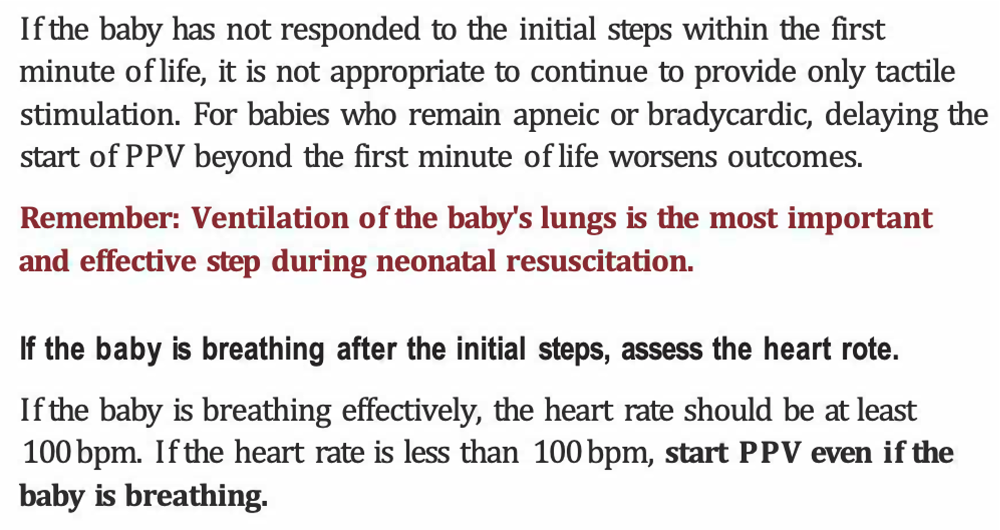 If the baby has not responded to the initial steps within the first
minute of life, it is not appropriate to continue to provide only tactile
stimulation. For babies who remain apneic or bradycardic, delaying the
start of PPV beyond the first minute of life worsens outcomes.
Remember: Ventilation of the baby's lungs is the most important
and effective step during neonatal resuscitation.
If the baby is breathing after the initial steps, assess the heart rote.
If the baby is breathing effectively, the heart rate should be at least
100 bpm. If the heart rate is less than 100 bpm, start PPV even if the
baby is breathing.